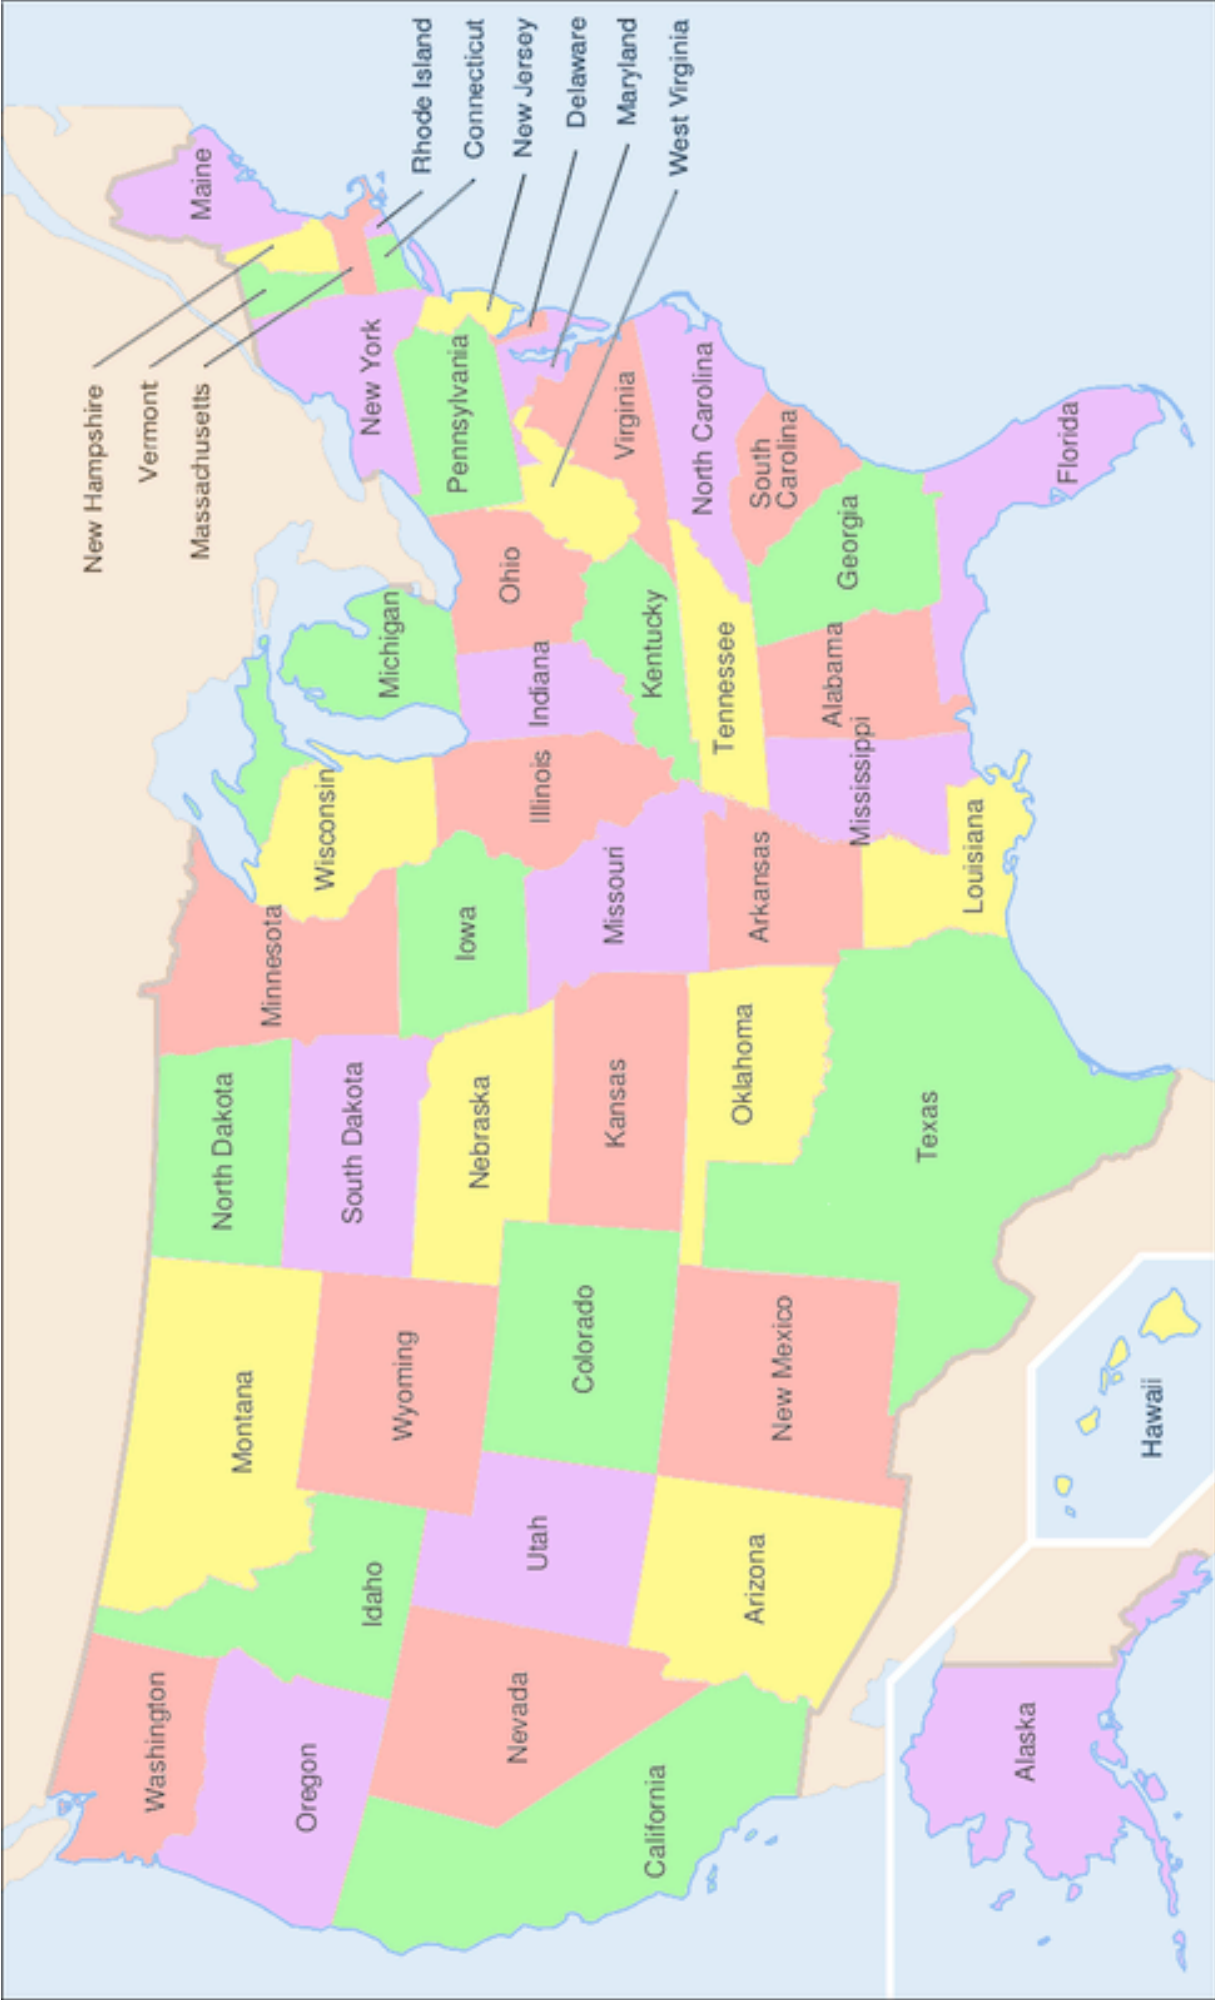 Washington
Oregon
California
Nevada
Idaho
Montana
Wyoming
Utah
Arizona
Colorado
New Mexico
North Dakota
South Dakota
Nebraska
Kansas
Oklahoma
Texas
Minnesota
Iowa
Missouri
Arkansas
Louisiana
Wisconsin
Illinois
Mississippi
Michigan
Indiana
Kentucky
Tennessee
Alabama
Ohio
Georgia
Florida
South
Carolina
North Carolina
Virginia
Pennsylvania
New York
Maine
New Hampshire
Vermont
Massachusetts
Rhode Island
Connecticut
New Jersey
Delaware
Maryland
West Virginia
Alaska
Hawaii